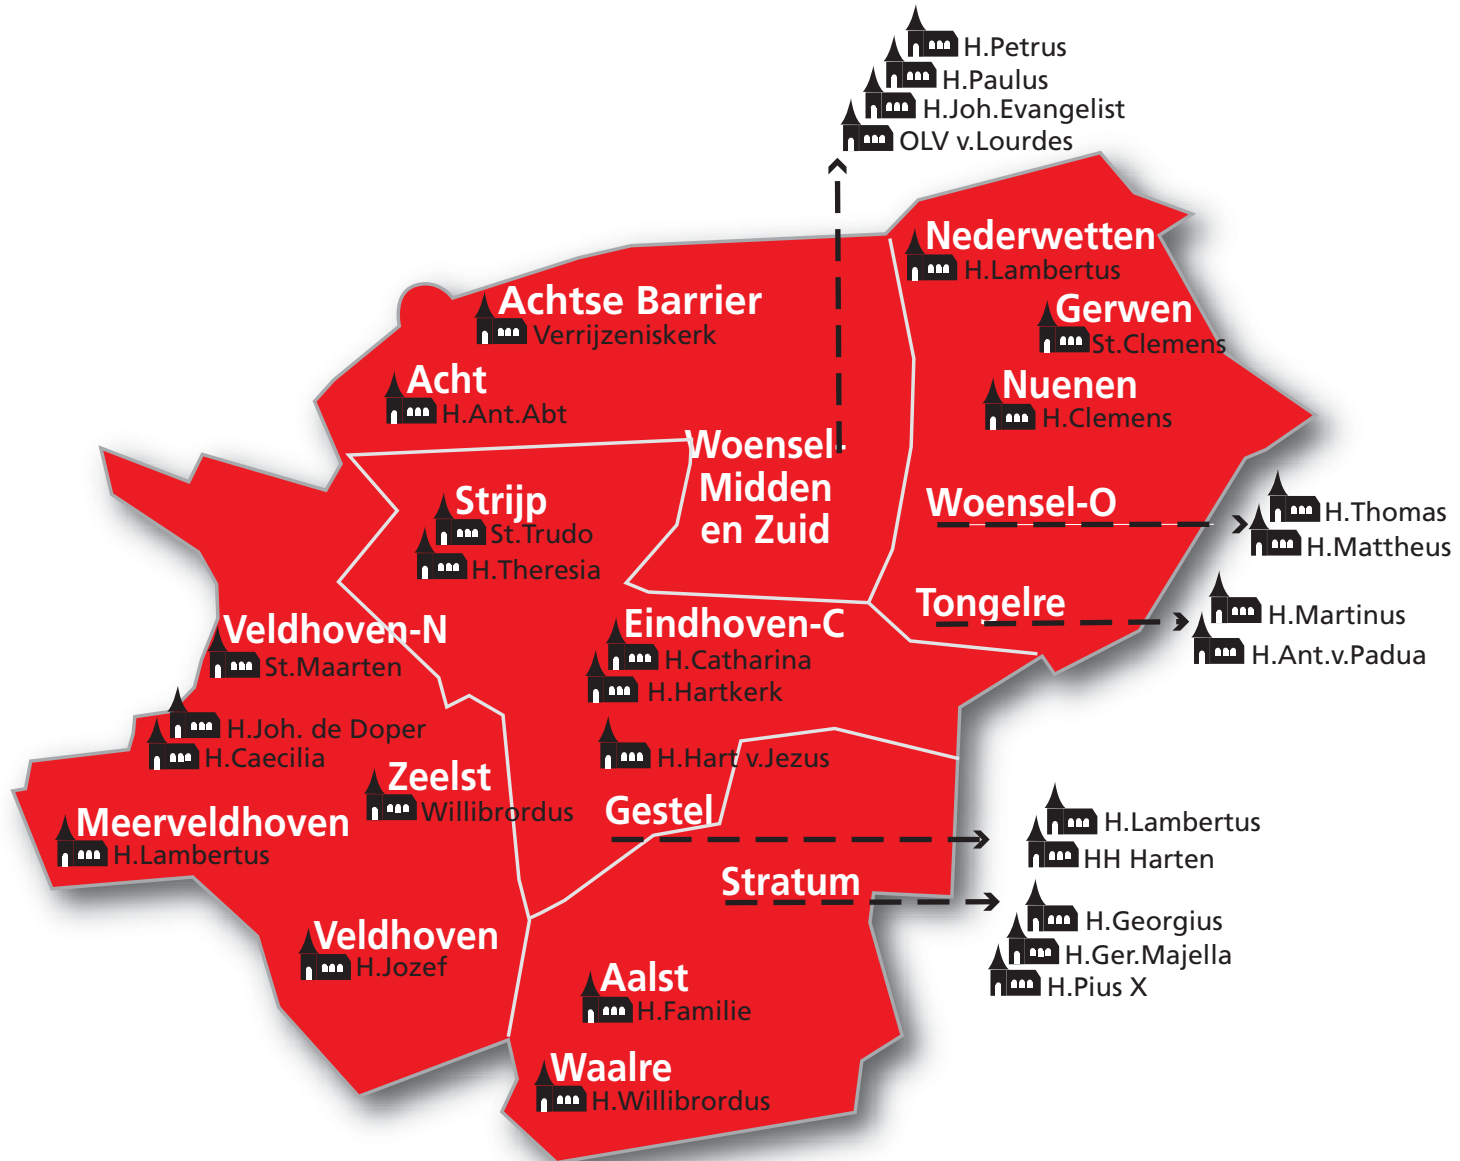 H.Petrus
H.Paulus
H.Joh.Evangelist
OLV v.Lourdes
Nederwetten
H.Lambertus
Achtse Barrier
Verrijzeniskerk
Gerwen
St.Clemens
Acht
H.Ant.Abt
Nuenen
H.Clemens
Woensel-
Midden
en Zuid
Strijp
St.Trudo
H.Theresia
Woensel-O
H.Thomas
H.Mattheus
Tongelre
H.Martinus
H.Ant.v.Padua
Veldhoven-N
St.Maarten
Eindhoven-C
H.Catharina
H.Hartkerk
H.Joh. de Doper
H.Caecilia
H.Hart v.Jezus
Zeelst
Willibrordus
Meerveldhoven
H.Lambertus
Gestel
H.Lambertus
HH Harten
Stratum
H.Georgius
H.Ger.Majella
H.Pius X
Veldhoven
H.Jozef
Aalst
H.Familie
Waalre
H.Willibrordus